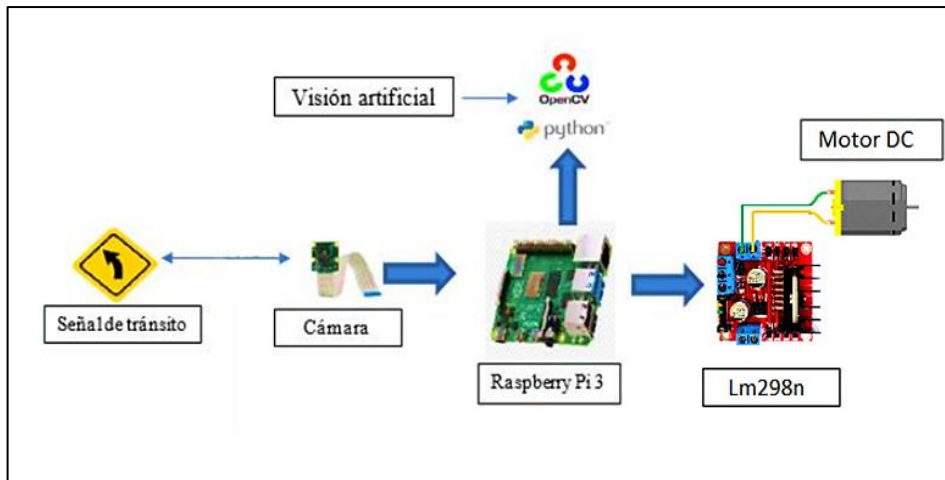 Visión artificial
OpenCV
python
Motor DC
Señal de tránsito
Cámara
Raspberry Pi 3
Lm298n